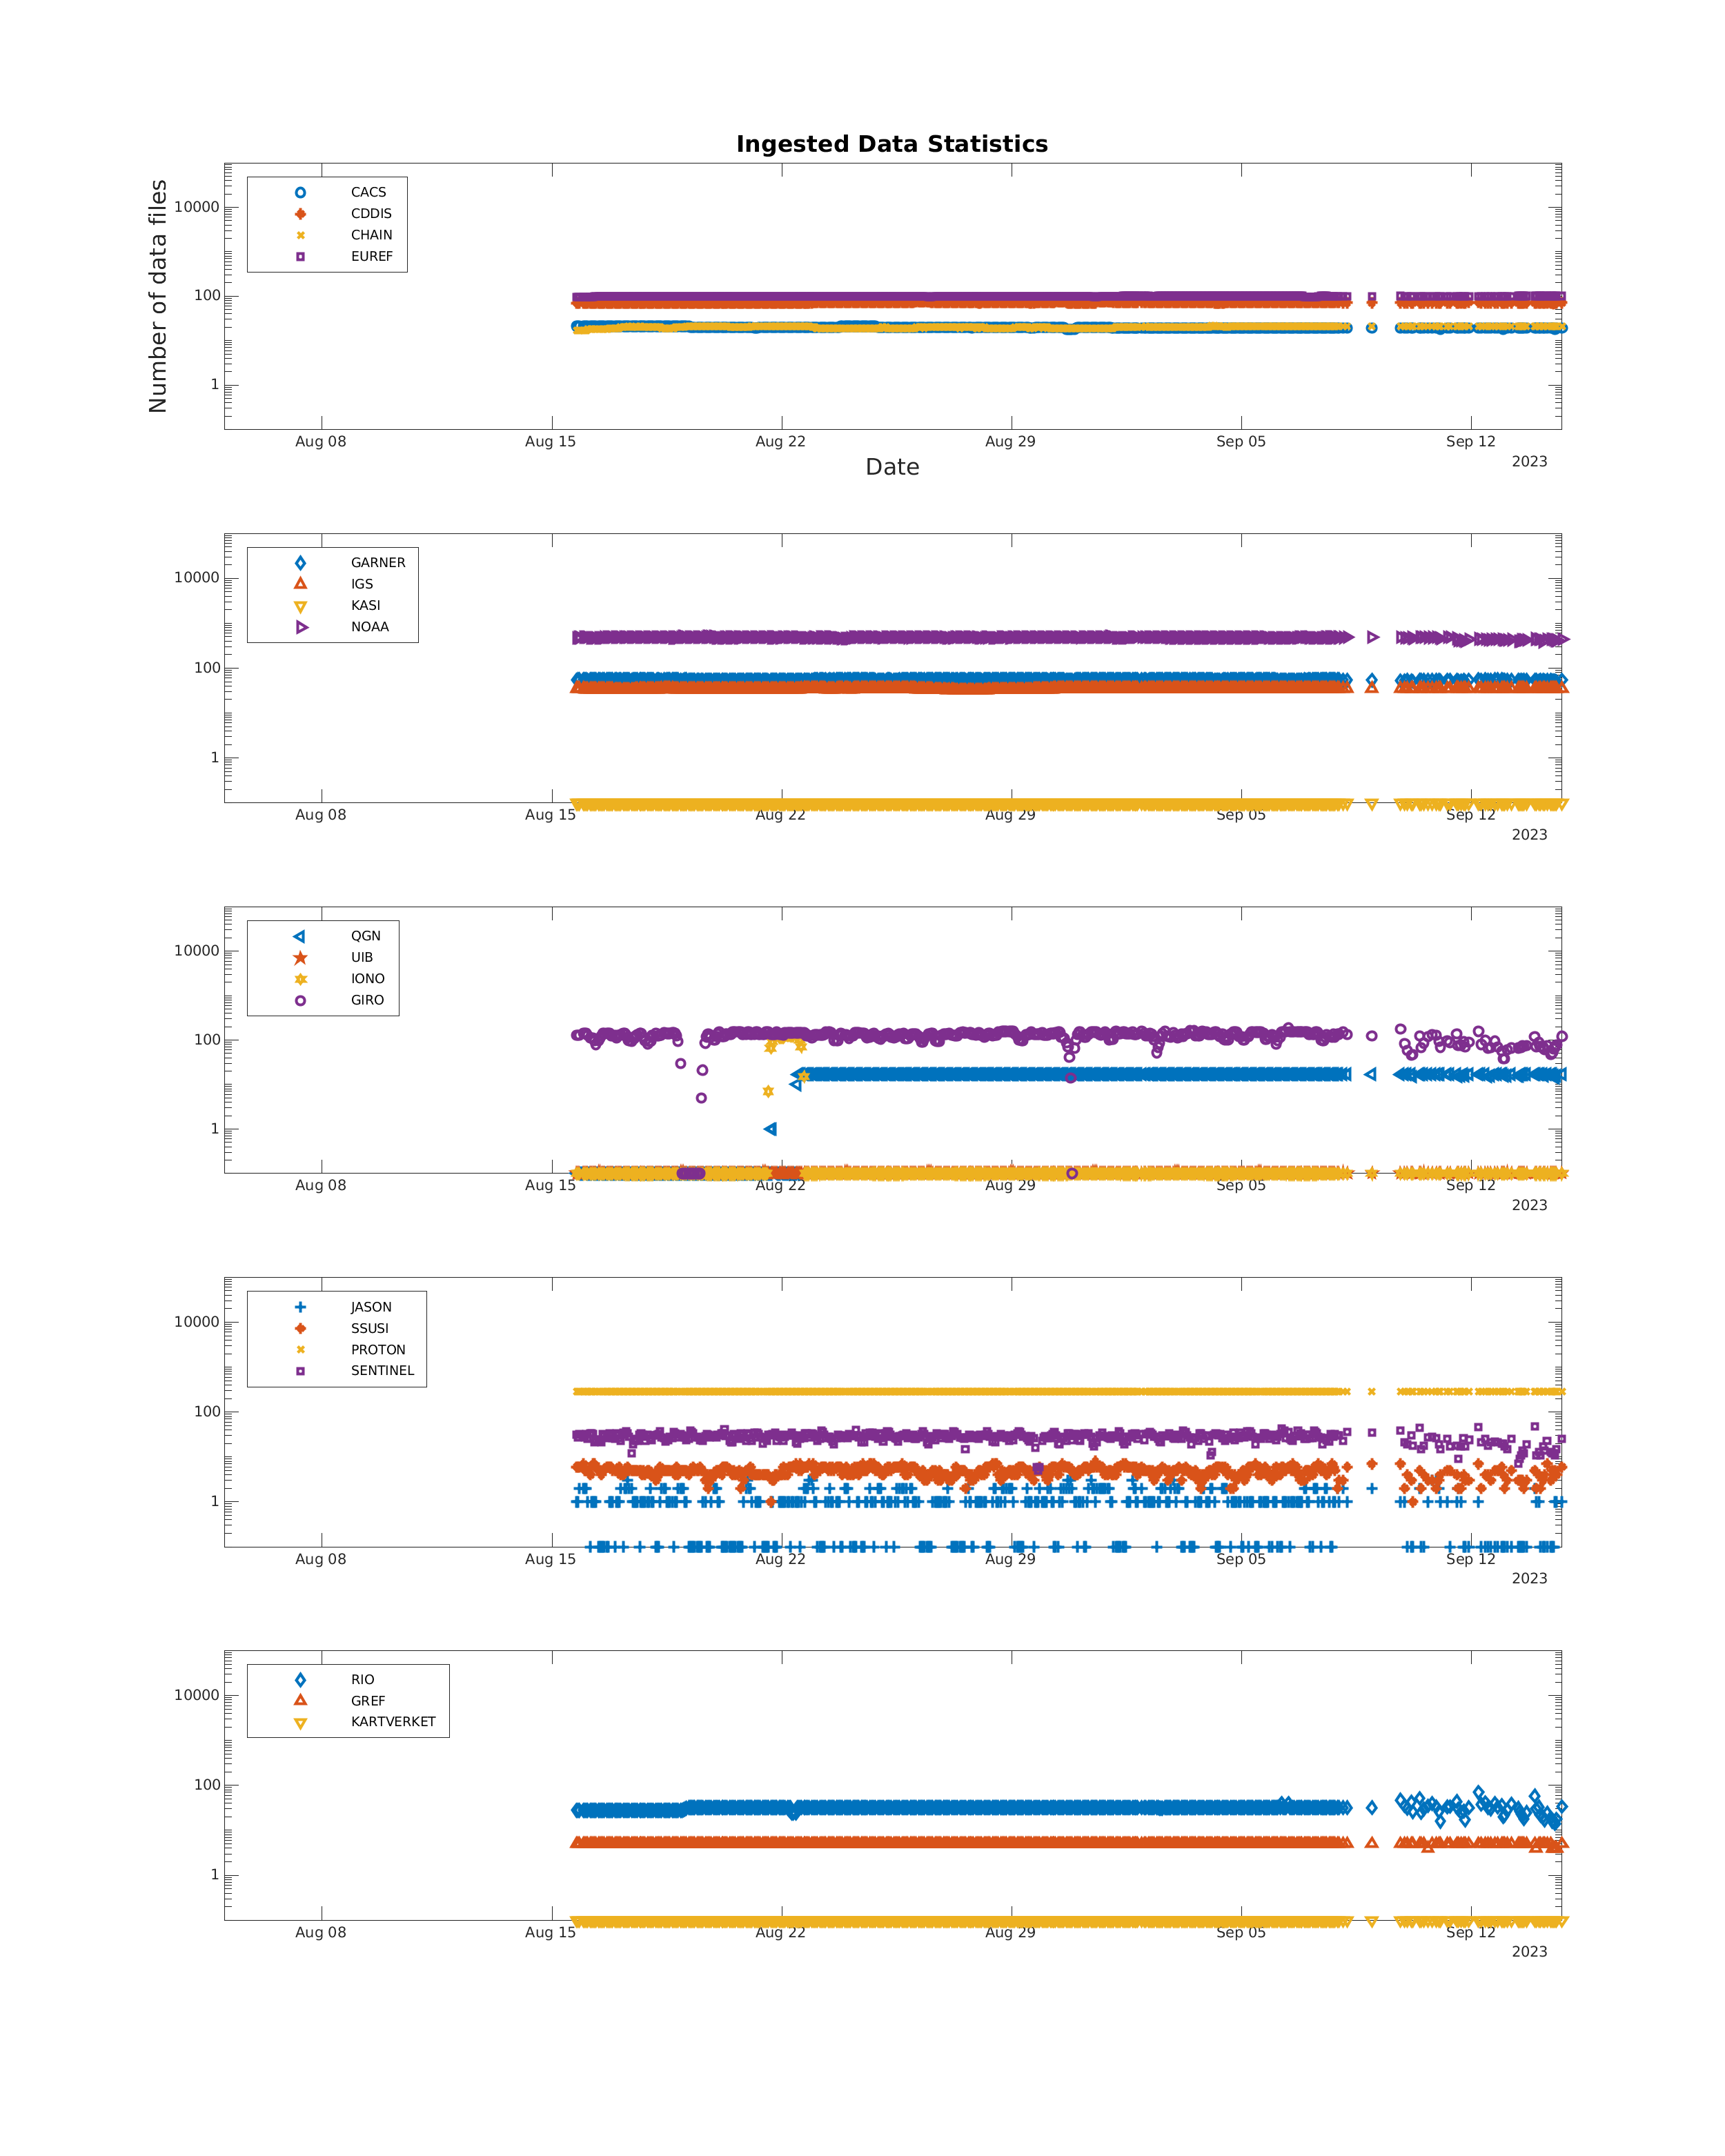 Ingested Data Statistics
Number of data files
10000
100
1
CACS
CDDIS
CHAIN
EUREF
Aug 08 Aug 15 Aug 22 Aug 29 Sep 05 Sep 12
2023
Date
10000
100
1
GARNER
IGS
KASI
NOAA
Aug 08 Aug 15 Aug 22 Aug 29 Sep 05 Sep 12
2023
10000
100
1
QGN
UIB
IONO
GIRO
Aug 08 Aug 15 Aug 22 Aug 29 Sep 05 Sep 12
2023
10000
100
1
JASON
SSUSI
PROTON
SENTINEL
Aug 08 Aug 15 Aug 22 Aug 29 Sep 05 Sep 12
2023
10000
100
1
RIO
GREF
KARTVERKET
Aug 08 Aug 15 Aug 22 Aug 29 Sep 05 Sep 12
2023